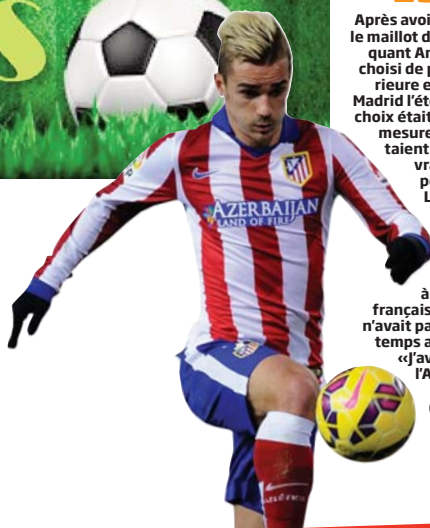 S
Après avoi
le maillot d
quant An
choisi de p
rieure e
Madrid l'ét
choix était
mesure
taient
vra
p
L
à
français
n'avait pa
temps a
«J'av
l'A
AZERBAIJAN
LAND OF FIRE